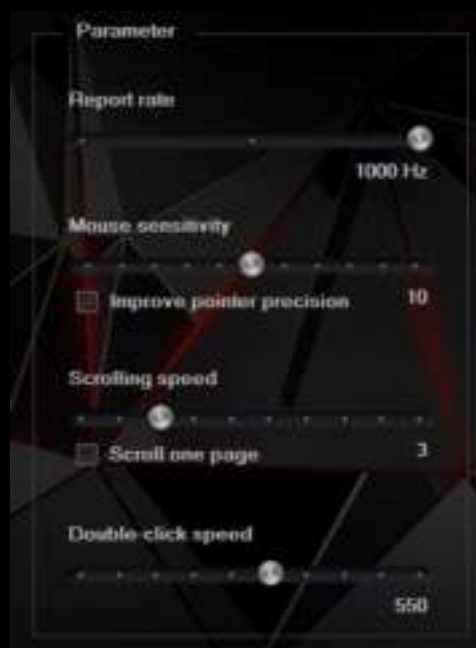 Parameter
Report rate
1000 Hz
Mouse sensitivity
Improve pointer precision 10
Scrolling speed
Scroll one page 3
Double-click speed
550